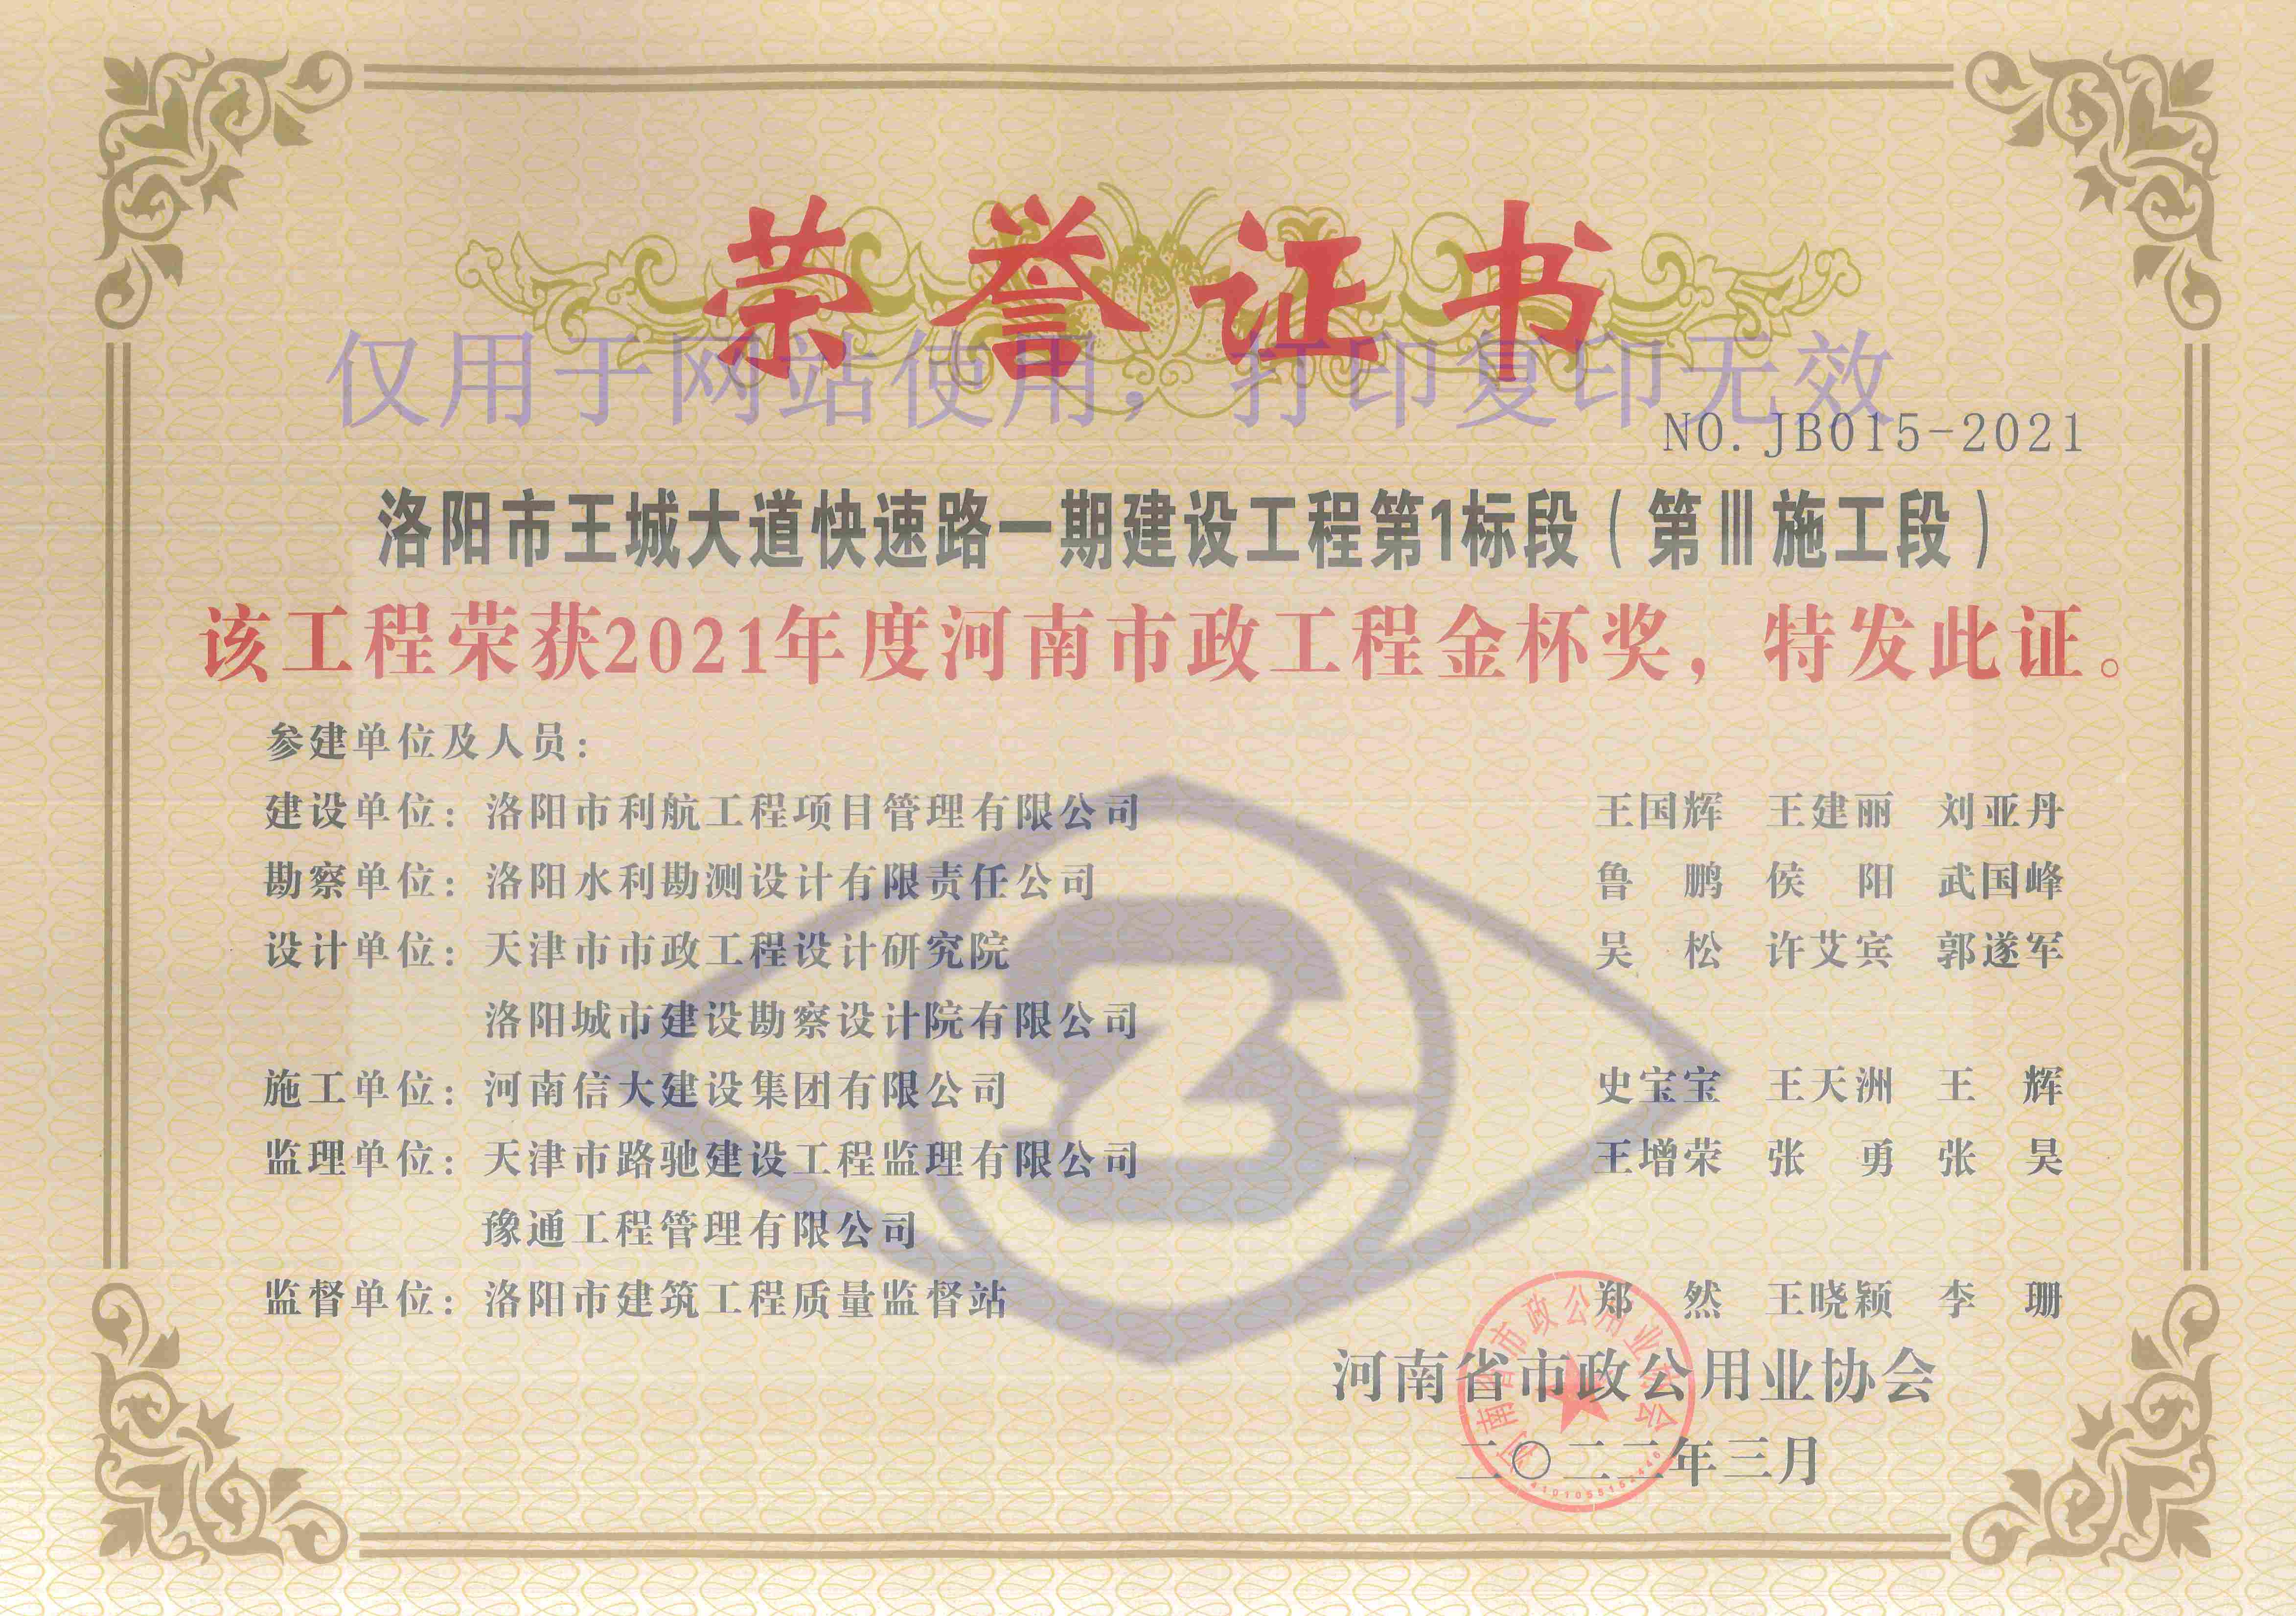 荣誉证书
仅用于网站使用，打印复印无效
NO. JB015-2021
洛阳市王城大道快速路一期建设工程第1标段（第Ⅲ施工段）
该工程荣获2021年度河南市政工程金杯奖，特发此证。
参建单位及人员：
建设单位：洛阳市利航工程项目管理有限公司 王国辉 王建丽 刘亚丹
勘察单位：洛阳水利勘测设计有限责任公司 鲁 鹏 侯 阳 武国峰
设计单位：天津市市政工程设计研究院 吴 松 许艾宾 郭遂军
洛阳城市建设勘察设计院有限公司
施工单位：河南信大建设集团有限公司 史宝宝 王天洲 王 辉
监理单位：天津市路驰建设工程监理有限公司 王增荣 张 勇 张 昊
豫通工程管理有限公司
监督单位：洛阳市建筑工程质量监督站 郑 然 王晓颖 李 珊
河南省市政公用业协会
二〇二二年三月
河南省市政公用业协会